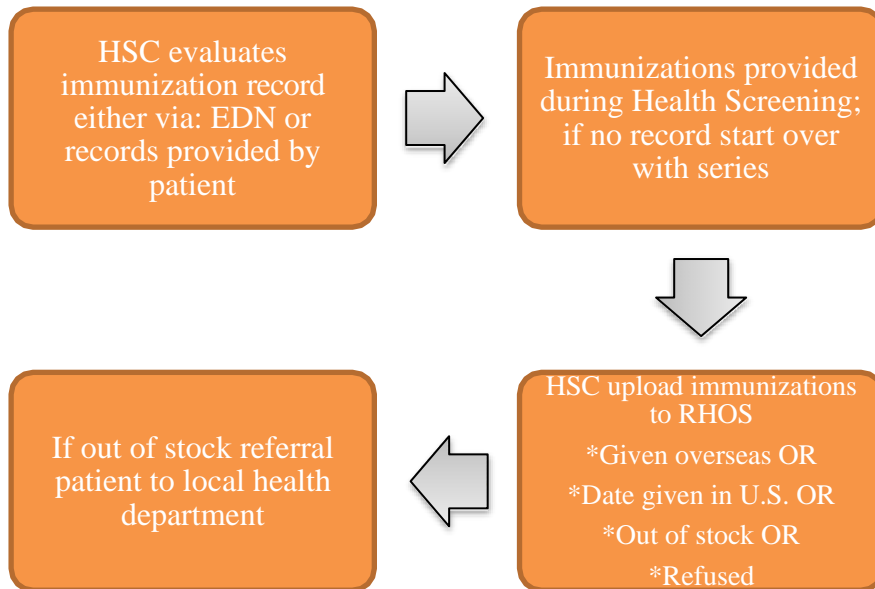 HSC evaluates
immunization record
either via: EDN or
records provided by
patient
Immunizations provided
during Health Screening;
if no record start over
with series
HSC upload immunizations
to RHOS
*Given overseas OR
*Date given in U.S. OR
*Out of stock OR
*Refused
If out of stock referral
patient to local health
department